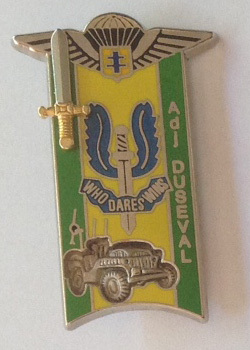 WHO DARES WINS
Adj DUSEVAL